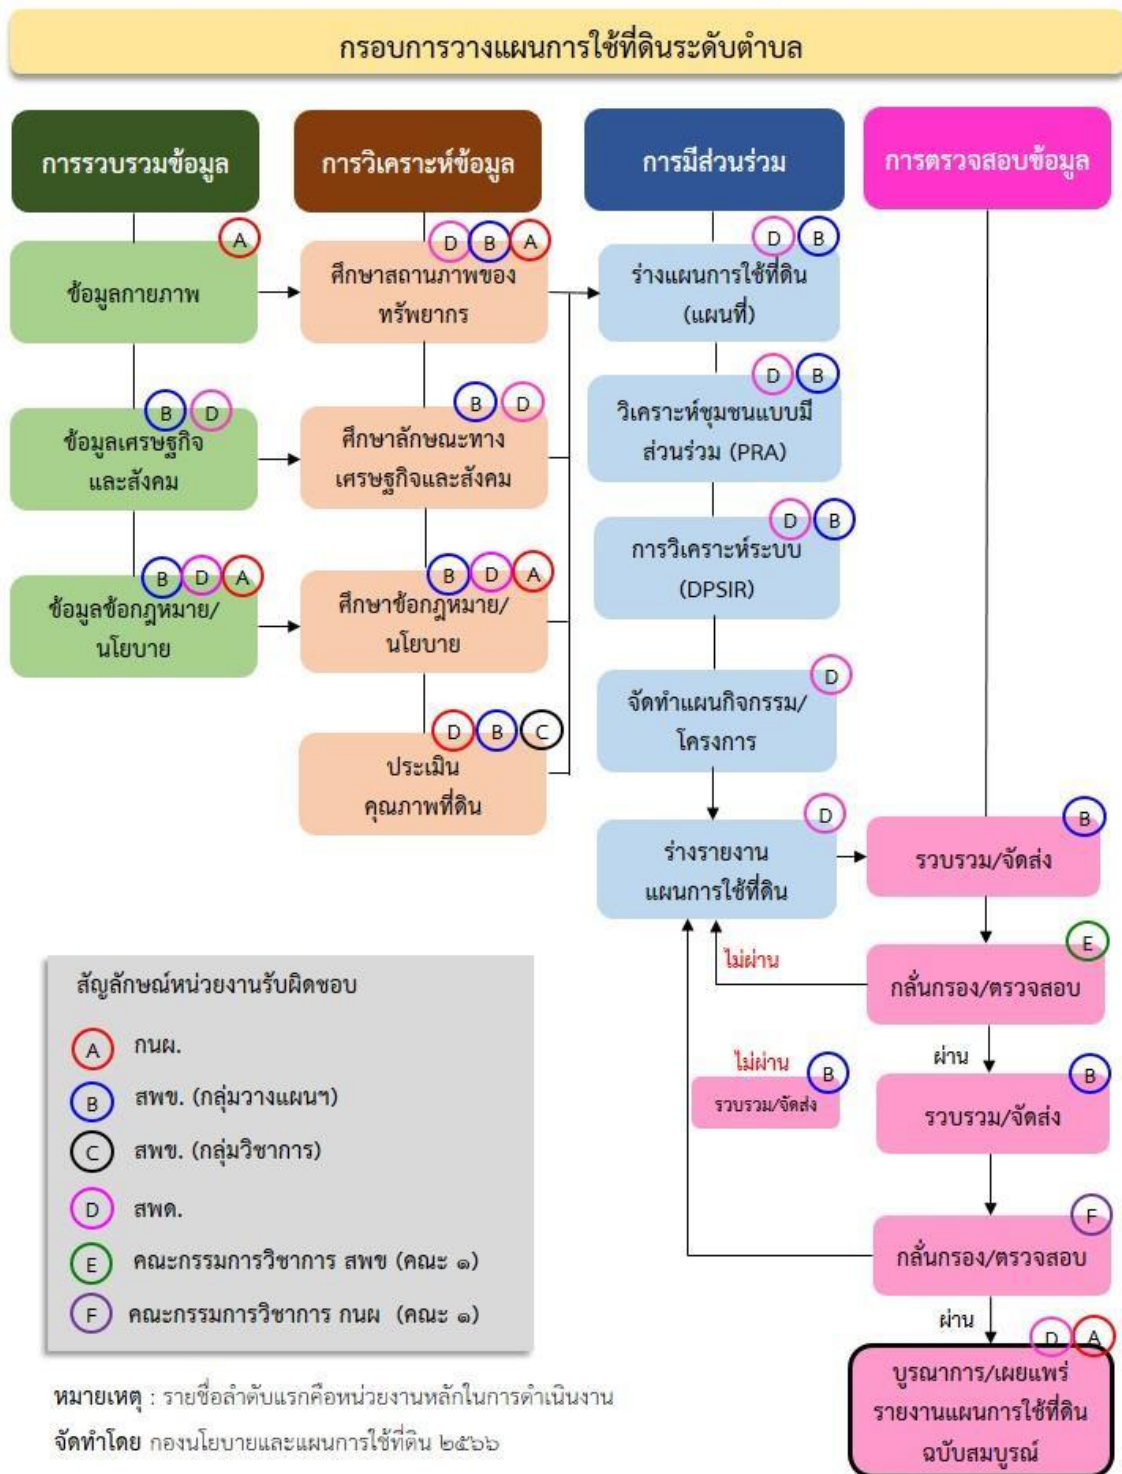 กรอบการวางแผนการใช้ที่ดินระดับตำบล
การรวบรวมข้อมูล
การวิเคราะห์ข้อมูล
การมีส่วนร่วม
การตรวจสอบข้อมูล
A
ข้อมูลกายภาพ
D B A
ศึกษาสถานภาพของ
ทรัพยากร
D B
ร่างแผนการใช้ที่ดิน
(แผนที่)
B D
ข้อมูลเศรษฐกิจ
และสังคม
B D
ศึกษาลักษณะทาง
เศรษฐกิจและสังคม
D B
วิเคราะห์ชุมชนแบบมี
ส่วนร่วม (PRA)
B D A
ข้อมูลข้อกฎหมาย/
นโยบาย
B D A
ศึกษาข้อกฎหมาย/
นโยบาย
D B
การวิเคราะห์ระบบ
(DPSIR)
D B C
ประเมิน
คุณภาพที่ดิน
D
จัดทำแผนกิจกรรม/
โครงการ
D
ร่างรายงาน
แผนการใช้ที่ดิน
B
รวบรวม/จัดส่ง
E
กลั่นกรอง/ตรวจสอบ
ไม่ผ่าน
ผ่าน
ไม่ผ่าน
B
รวบรวม/จัดส่ง
B
รวบรวม/จัดส่ง
F
กลั่นกรอง/ตรวจสอบ
ผ่าน
D A
บูรณาการ/เผยแพร่
รายงานแผนการใช้ที่ดิน
ฉบับสมบูรณ์
สัญลักษณ์หน่วยงานรับผิดชอบ
A กนผ.
B สพข. (กลุ่มวางแผนฯ)
C สพข. (กลุ่มวิชาการ)
D สพด.
E คณะกรรมการวิชาการ สพข (คณะ ๑)
F คณะกรรมการวิชาการ กนผ (คณะ ๑)
หมายเหตุ : รายชื่อลำดับแรกคือหน่วยงานหลักในการดำเนินงาน
จัดทำโดย กองนโยบายและแผนการใช้ที่ดิน ๒๕๖๖